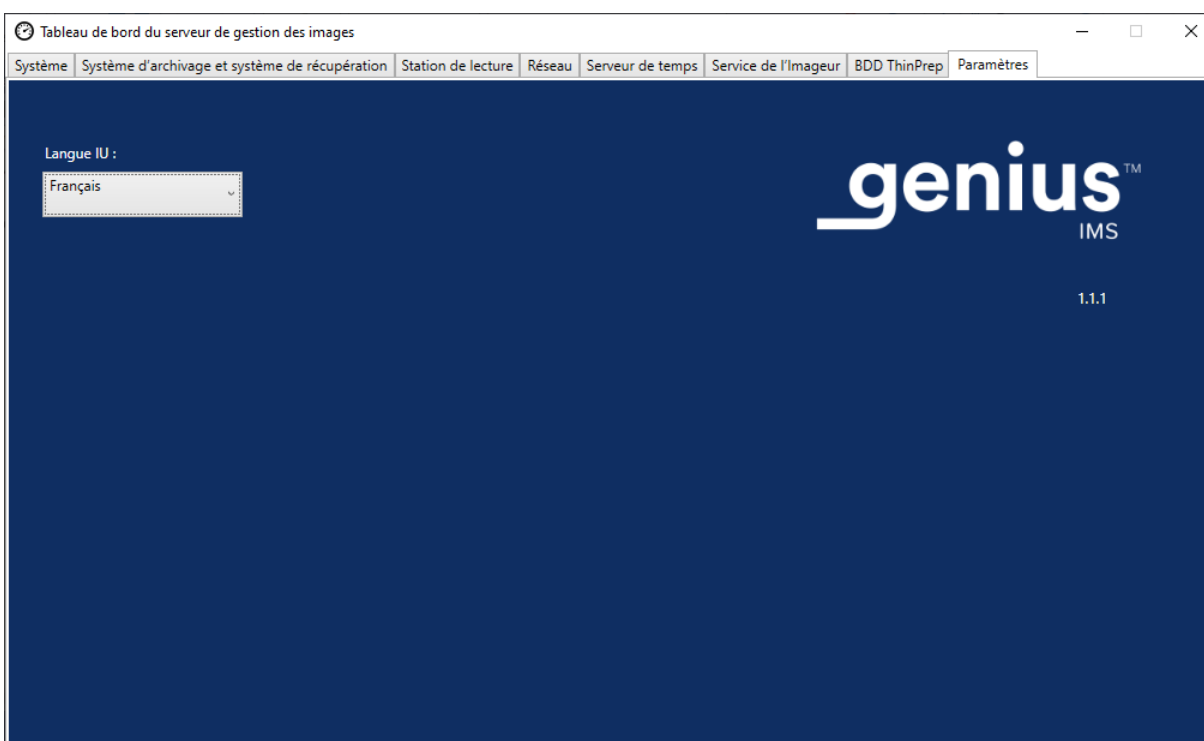 Tableau de bord du serveur de gestion des images
Système Système d'archivage et système de récupération Station de lecture Réseau Serveur de temps Service de l'Imageur BDD ThinPrep Paramètres
Langue IU :
Français
genius™
IMS
1.1.1